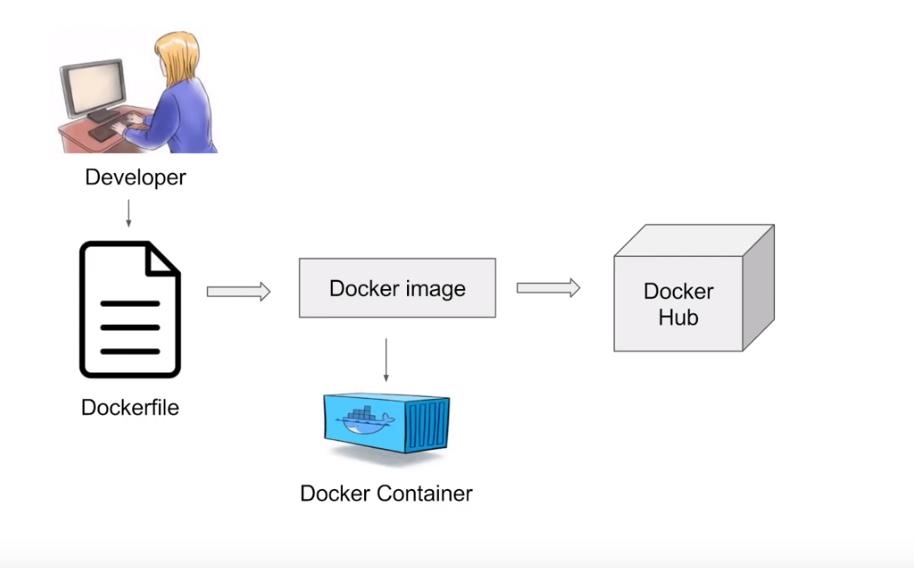 Developer
Dockerfile
Docker image
Docker Container
Docker
Hub